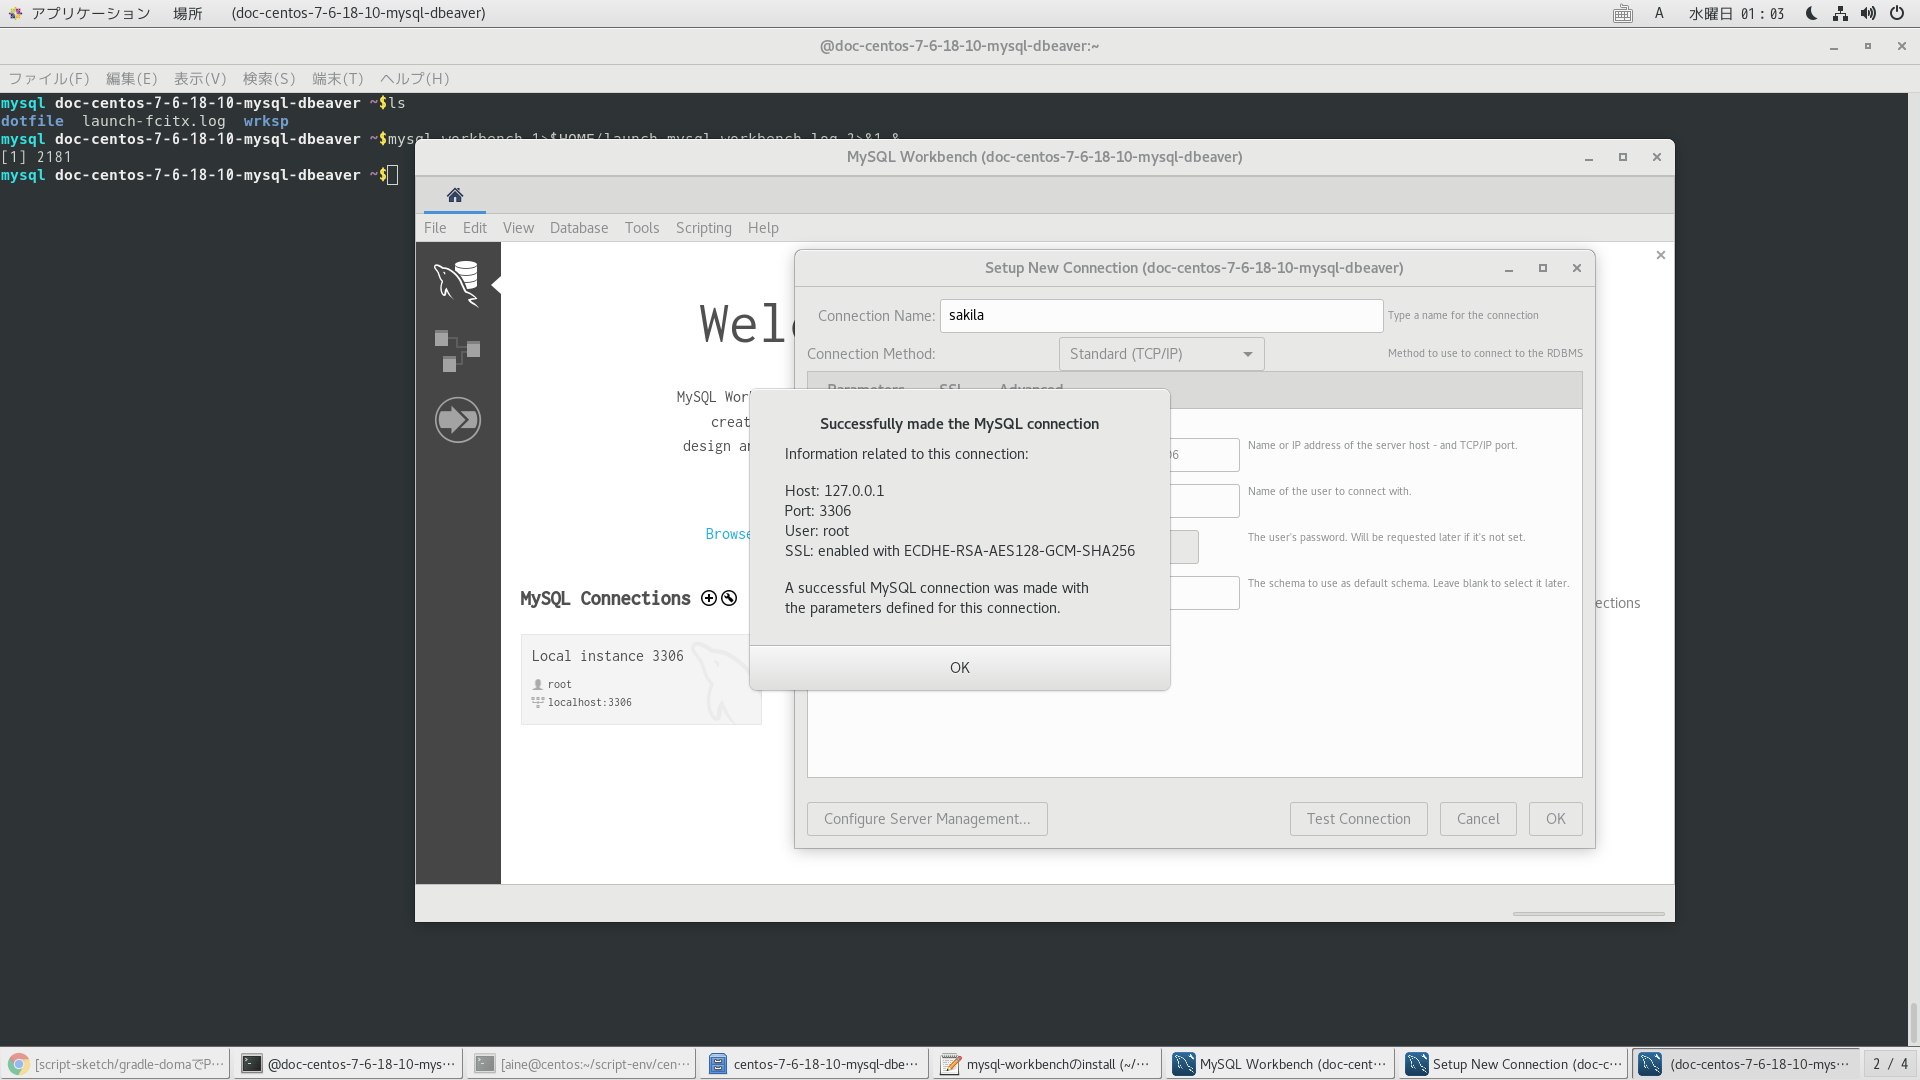 アプリケーション 場所 (doc-centos-7-6-18-10-mysql-dbeaver) A 水曜日 01：03
@doc-centos-7-6-18-10-mysql-dbeaver:~
ファイル(F) 編集(E) 表示(V) 検索(S) 端末(T) ヘルプ(H)
mysql doc-centos-7-6-18-10-mysql-dbeaver ~$ls
dotfile launch-fcitx.log wrksp
mysql doc-centos-7-6-18-10-mysql-dbeaver ~$mysql-workbench 1>$HOME/launch-mysql-workbench.log 2>&1 &
[1] 2181
mysql doc-centos-7-6-18-10-mysql-dbeaver ~$
MySQL Workbench (doc-centos-7-6-18-10-mysql-dbeaver)
File Edit View Database Tools Scripting Help
Setup New Connection (doc-centos-7-6-18-10-mysql-dbeaver)
Connection Name: sakila Type a name for the connection
Connection Method: Standard (TCP/IP) Method to use to connect to the RDBMS
Parameters SSL Advanced
Name or IP address of the server host - and TCP/IP port.
Name of the user to connect with.
The user's password. Will be requested later if it's not set.
The schema to use as default schema. Leave blank to select it later.
Configure Server Management... Test Connection Cancel OK
Successfully made the MySQL connection
Information related to this connection:
Host: 127.0.0.1
Port: 3306
User: root
SSL: enabled with ECDHE-RSA-AES128-GCM-SHA256
A successful MySQL connection was made with
the parameters defined for this connection.
OK
Wel
MySQL Wor
creat
design an
Browse
MySQL Connections
ections
Local instance 3306
root
localhost:3306
[script-sketch/gradle-domaでP… @doc-centos-7-6-18-10-mys… [aine@centos:~/script-env/cen… centos-7-6-18-10-mysql-dbe… mysql-workbenchのinstall (~/… MySQL Workbench (doc-cent… Setup New Connection (doc-c… (doc-centos-7-6-18-10-mys… 2 / 4